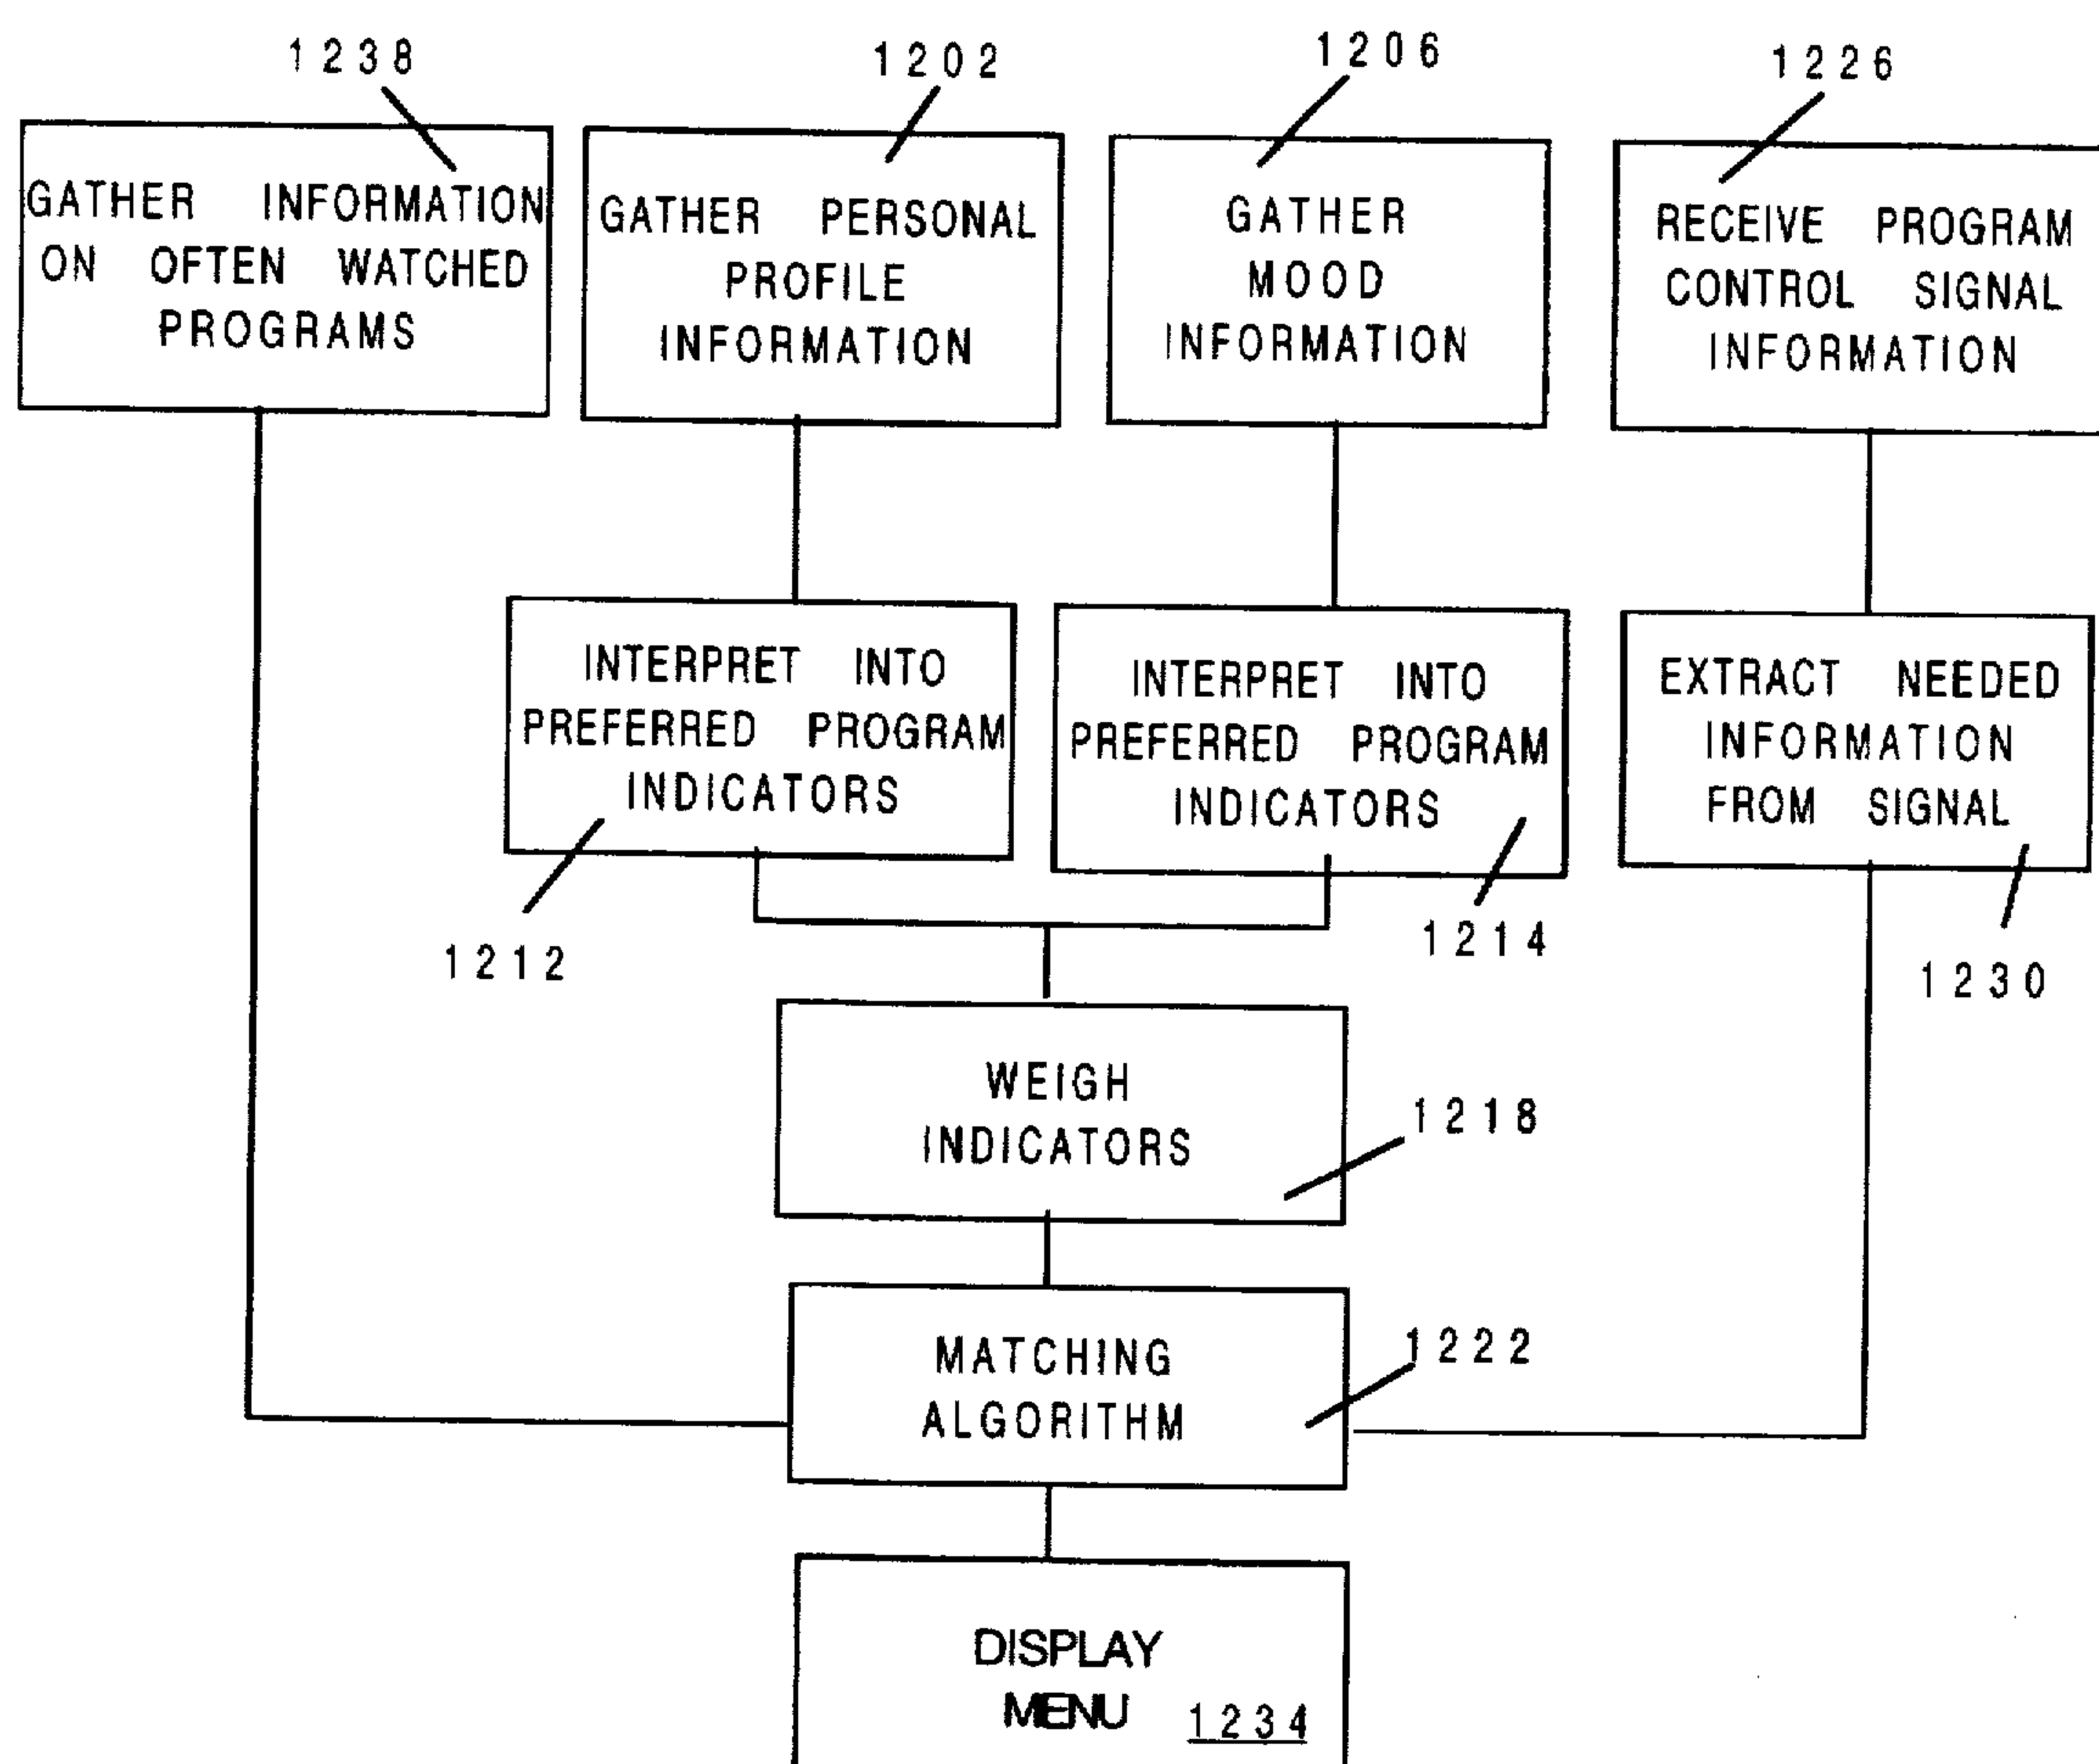 1238
1202
1206
1226
GATHER INFORMATION
ON OFTEN WATCHED
PROGRAMS
GATHER PERSONAL
PROFILE
INFORMATION
GATHER
MOOD
INFORMATION
RECEIVE PROGRAM
CONTROL SIGNAL
INFORMATION
INTERPRET INTO
PREFERRED PROGRAM
INDICATORS
1212
INTERPRET INTO
PREFERRED PROGRAM
INDICATORS
1214
EXTRACT NEEDED
INFORMATION
FROM SIGNAL
1230
WEIGH
INDICATORS
1218
MATCHING
ALGORITHM
1222
DISPLAY
MENU 1234